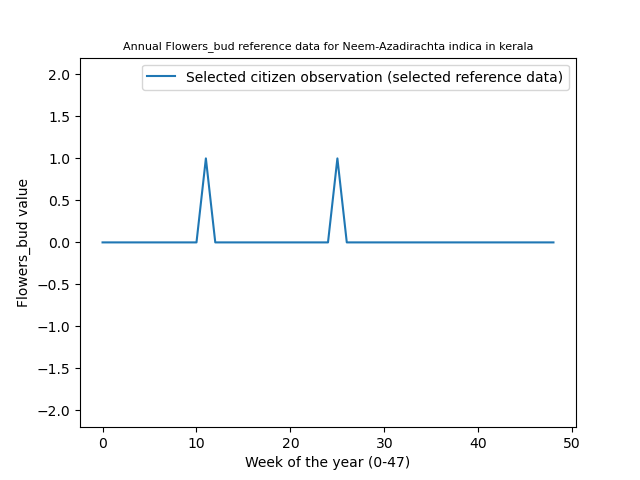 Annual Flowers_bud reference data for Neem-Azadirachta indica in kerala
Selected citizen observation (selected reference data)
2.0
1.5
1.0
0.5
0.0
−0.5
−1.0
−1.5
−2.0
Flowers_bud value
0 10 20 30 40 50
Week of the year (0-47)